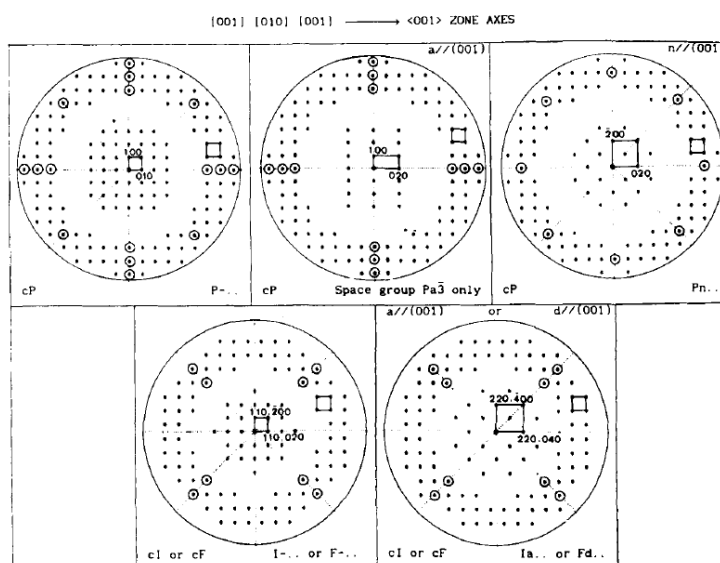 [001] [010] [001] ⟶ <001> ZONE AXES
a//(001)
n//(001)
100
010
100
020
200
020
cP
P-..
cP
Space group Pa3̄ only
cP
Pn..
a//(001) or d//(001)
110.200
110.020
220.400
220.040
cI or cF
I-.. or F-..
cI or cF
Ia.. or Fd..